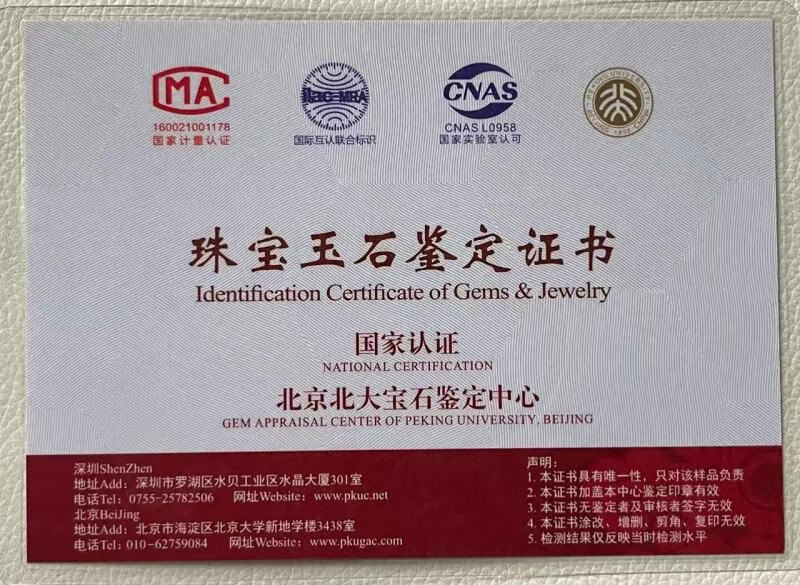 CMA
160021001178
国家计量认证
ilac-MRA
国际互认联合标识
CNAS
CNAS L0958
国家实验室认可
PEKING UNIVERSITY
1898
珠宝玉石鉴定证书
Identification Certificate of Gems & Jewelry
国家认证
NATIONAL CERTIFICATION
北京北大宝石鉴定中心
GEM APPRAISAL CENTER OF PEKING UNIVERSITY, BEIJING
深圳ShenZhen
地址Add：深圳市罗湖区水贝工业区水晶大厦301室
电话Tel：0755-25782506 网址Website：www.pkuc.net
北京BeiJing
地址Add：北京市海淀区北京大学新地学楼3438室
电话Tel：010-62759084 网址Website：www.pkugac.com
声明：
1. 本证书具有唯一性，只对该样品负责
2. 本证书加盖本中心鉴定印章有效
3. 本证书无鉴定者及审核者签字无效
4. 本证书涂改、增删、剪角、复印无效
5. 检测结果仅反映当时检测水平